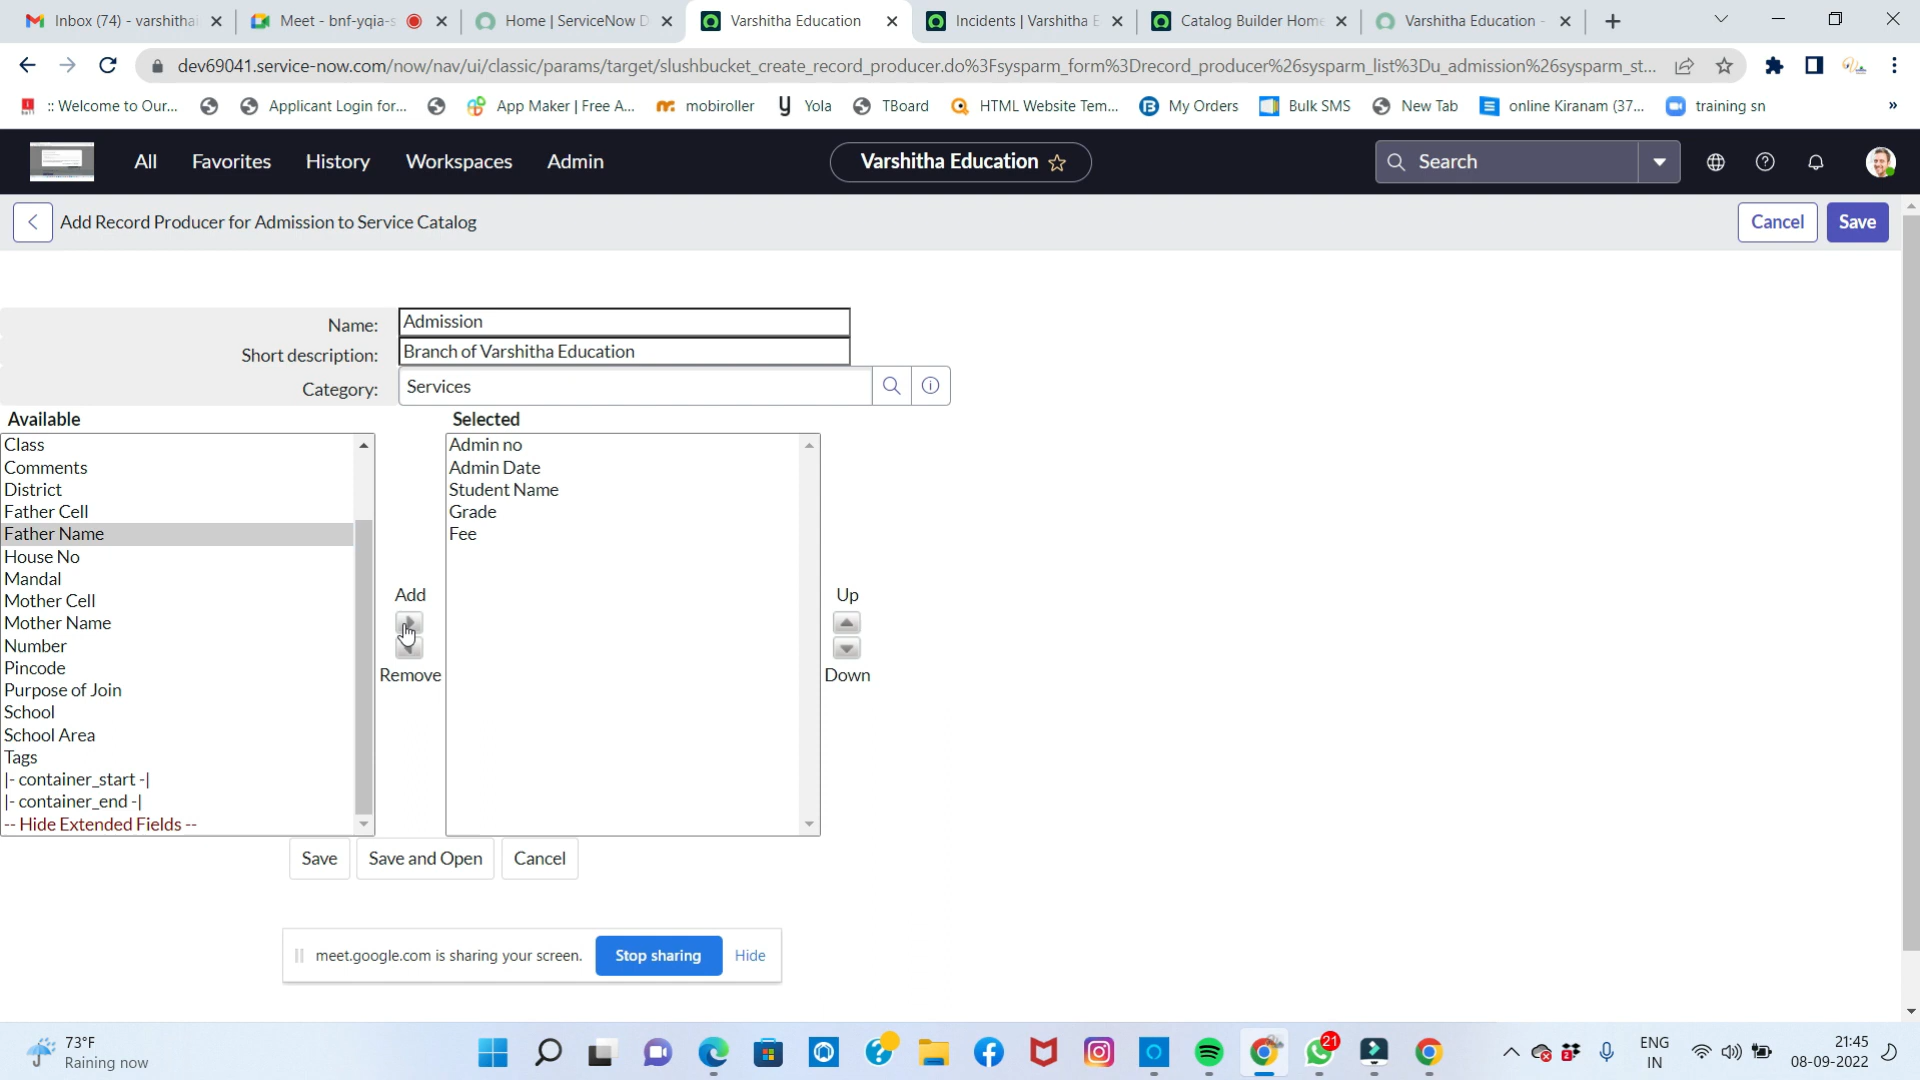 Inbox (74) - varshithai
Meet - bnf-yqia-s
Home | ServiceNow D
Varshitha Education
Incidents | Varshitha E
Catalog Builder Home
Varshitha Education -
dev69041.service-now.com/now/nav/ui/classic/params/target/slushbucket_create_record_producer.do%3Fsysparm_form%3Drecord_producer%26sysparm_list%3Du_admission%26sysparm_st...
:: Welcome to Our...
Applicant Login for...
App Maker | Free A...
mobiroller
Yola
TBoard
HTML Website Tem...
My Orders
Bulk SMS
New Tab
online Kiranam (37...
training sn
»
All
Favorites
History
Workspaces
Admin
Varshitha Education
Search
Add Record Producer for Admission to Service Catalog
Cancel
Save
Name:
Admission
Short description:
Branch of Varshitha Education
Category:
Services
Available
Selected
Class
Comments
District
Father Cell
Father Name
House No
Mandal
Mother Cell
Mother Name
Number
Pincode
Purpose of Join
School
School Area
Tags
|- container_start -|
|- container_end -|
-- Hide Extended Fields --
Add
Remove
Admin no
Admin Date
Student Name
Grade
Fee
Up
Down
Save
Save and Open
Cancel
meet.google.com is sharing your screen.
Stop sharing
Hide
73°F
Raining now
21
2
ENG
IN
21:45
08-09-2022